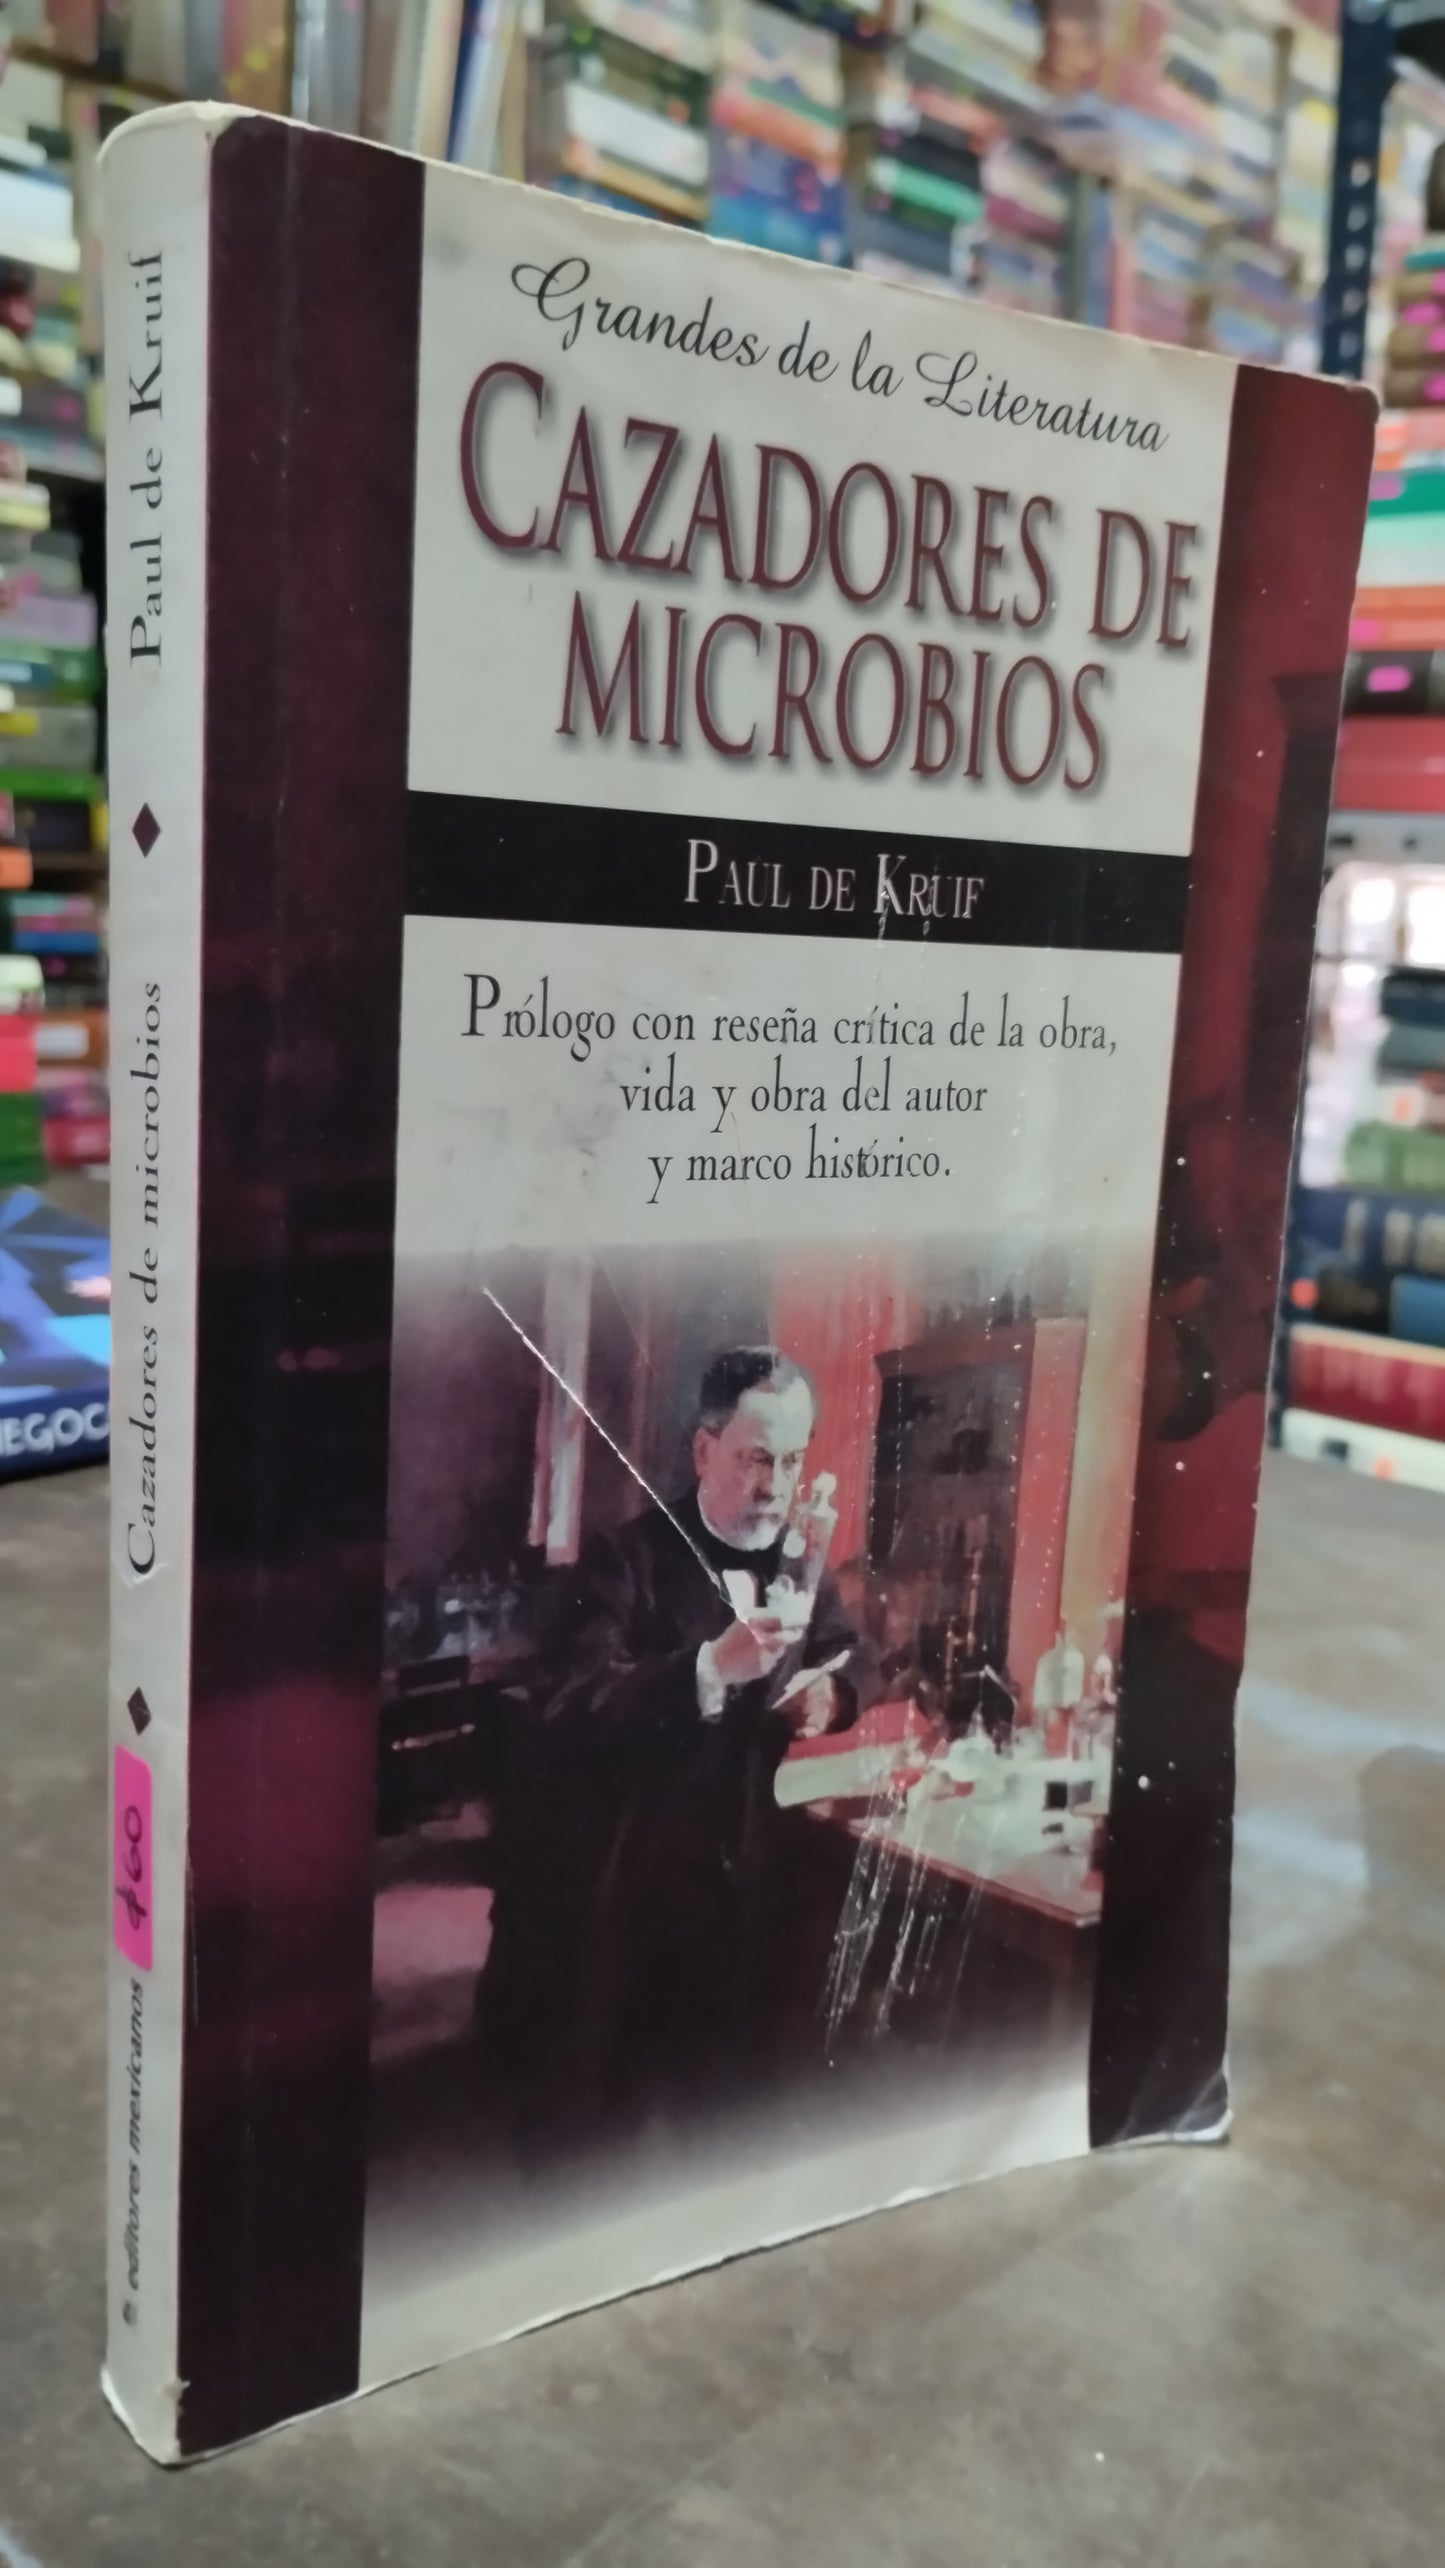 Grandes de la Literatura
CAZADORES DE
MICROBIOS
PAUL DE KRUIF
Prólogo con reseña crítica de la obra,
vida y obra del autor
y marco histórico.
Paul de Kruif
Cazadores de microbios
$60
editores mexicanos